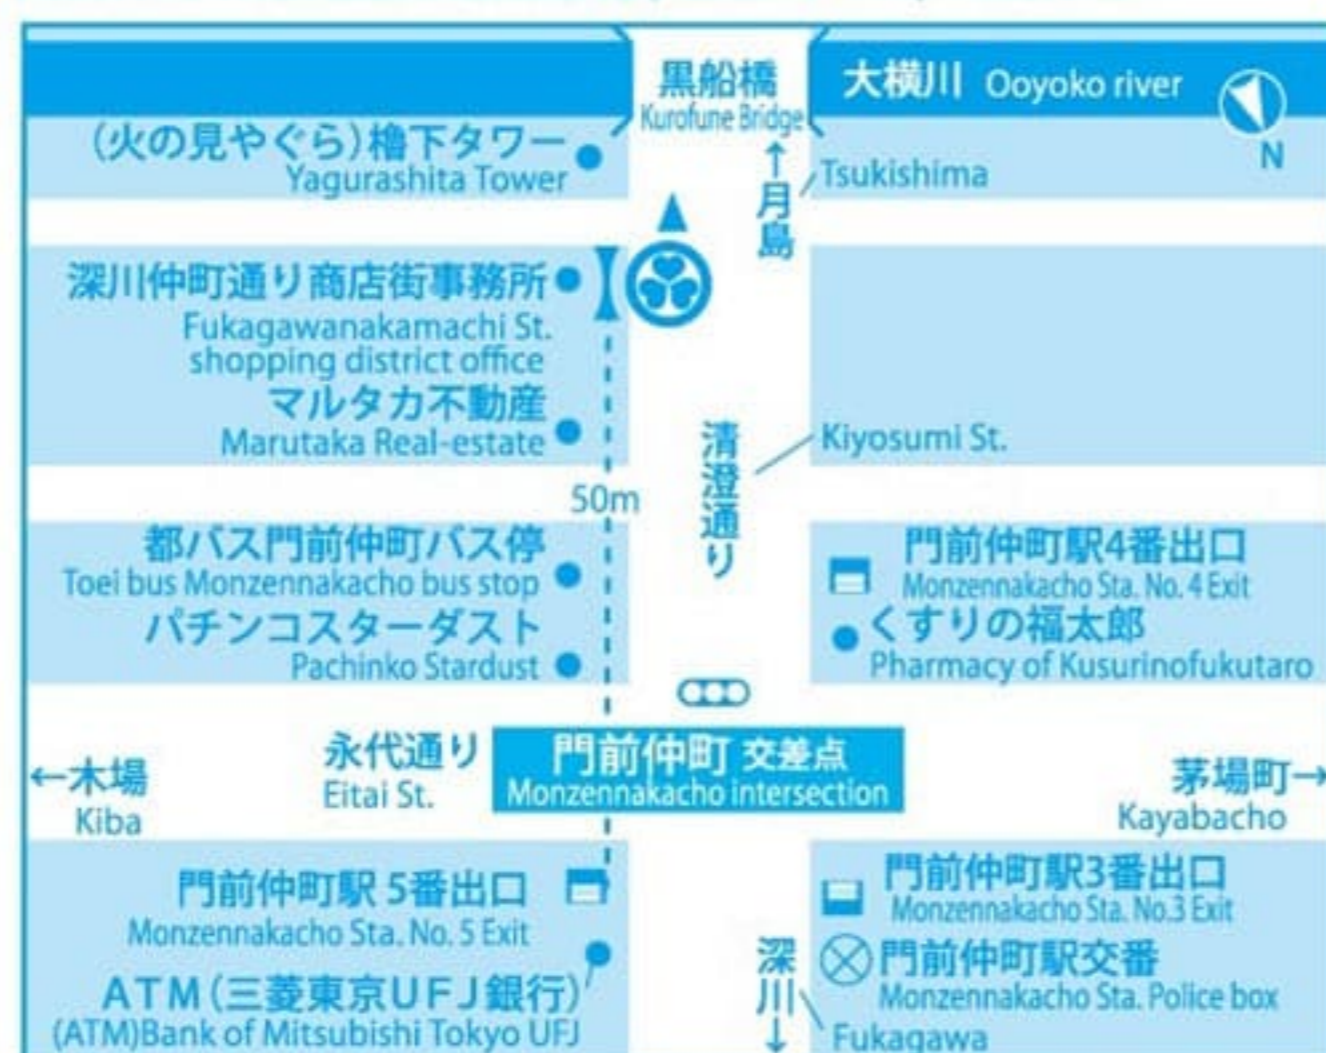 黒船橋
Kurofune Bridge
大横川 Ooyoko river
N
(火の見やぐら)櫓下タワー
Yagurashita Tower
↑月島
Tsukishima
深川仲町通り商店街事務所
Fukagawanakamachi St.
shopping district office
マルタカ不動産
Marutaka Real-estate
清澄通り
Kiyosumi St.
50m
都バス門前仲町バス停
Toei bus Monzennakacho bus stop
パチンコスターダスト
Pachinko Stardust
門前仲町駅4番出口
Monzennakacho Sta. No. 4 Exit
くすりの福太郎
Pharmacy of Kusurinofukutaro
←木場
Kiba
永代通り
Eitai St.
門前仲町 交差点
Monzennakacho intersection
茅場町→
Kayabacho
門前仲町駅 5番出口
Monzennakacho Sta. No. 5 Exit
ATM(三菱東京UFJ銀行)
(ATM)Bank of Mitsubishi Tokyo UFJ
門前仲町駅3番出口
Monzennakacho Sta. No.3 Exit
門前仲町駅交番
Monzennakacho Sta. Police box
深川↓
Fukagawa